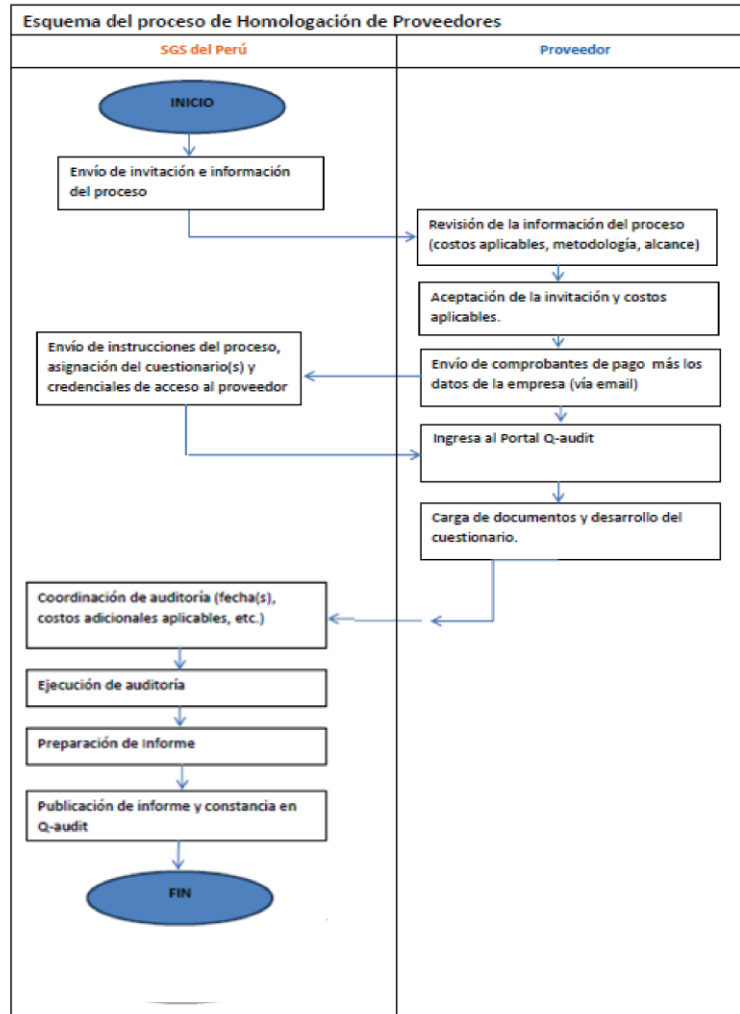 Esquema del proceso de Homologación de Proveedores
SGS del Perú
Proveedor
INICIO
Envío de invitación e información
del proceso
Revisión de la información del proceso
(costos aplicables, metodología, alcance)
Aceptación de la invitación y costos
aplicables.
Envío de comprobantes de pago más los
datos de la empresa (vía email)
Envío de instrucciones del proceso,
asignación del cuestionario(s) y
credenciales de acceso al proveedor
Ingresa al Portal Q-audit
Carga de documentos y desarrollo del
cuestionario.
Coordinación de auditoría (fecha(s),
costos adicionales aplicables, etc.)
Ejecución de auditoría
Preparación de Informe
Publicación de informe y constancia en
Q-audit
FIN